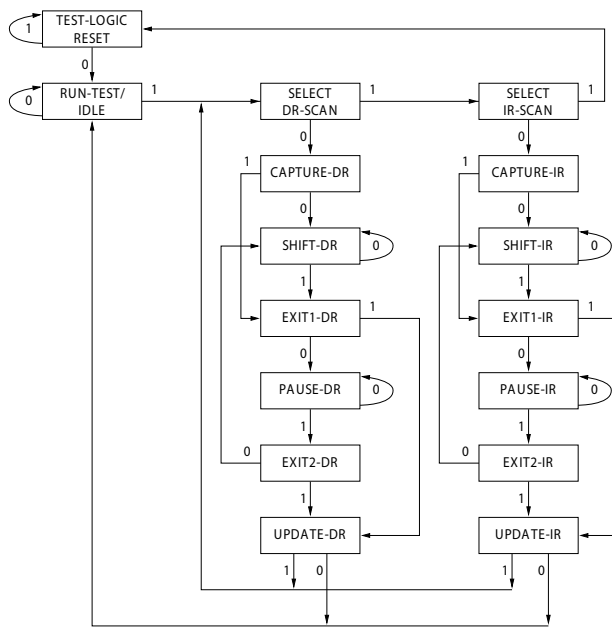 TEST-LOGIC
RESET
1
0
RUN-TEST/
IDLE
0
1
SELECT
DR-SCAN
1
SELECT
IR-SCAN
1
0
0
CAPTURE-DR
1
CAPTURE-IR
1
0
0
SHIFT-DR
0
SHIFT-IR
0
1
1
EXIT1-DR
1
EXIT1-IR
1
0
0
PAUSE-DR
0
PAUSE-IR
0
1
1
EXIT2-DR
0
EXIT2-IR
0
1
1
UPDATE-DR
UPDATE-IR
1
0
1
0